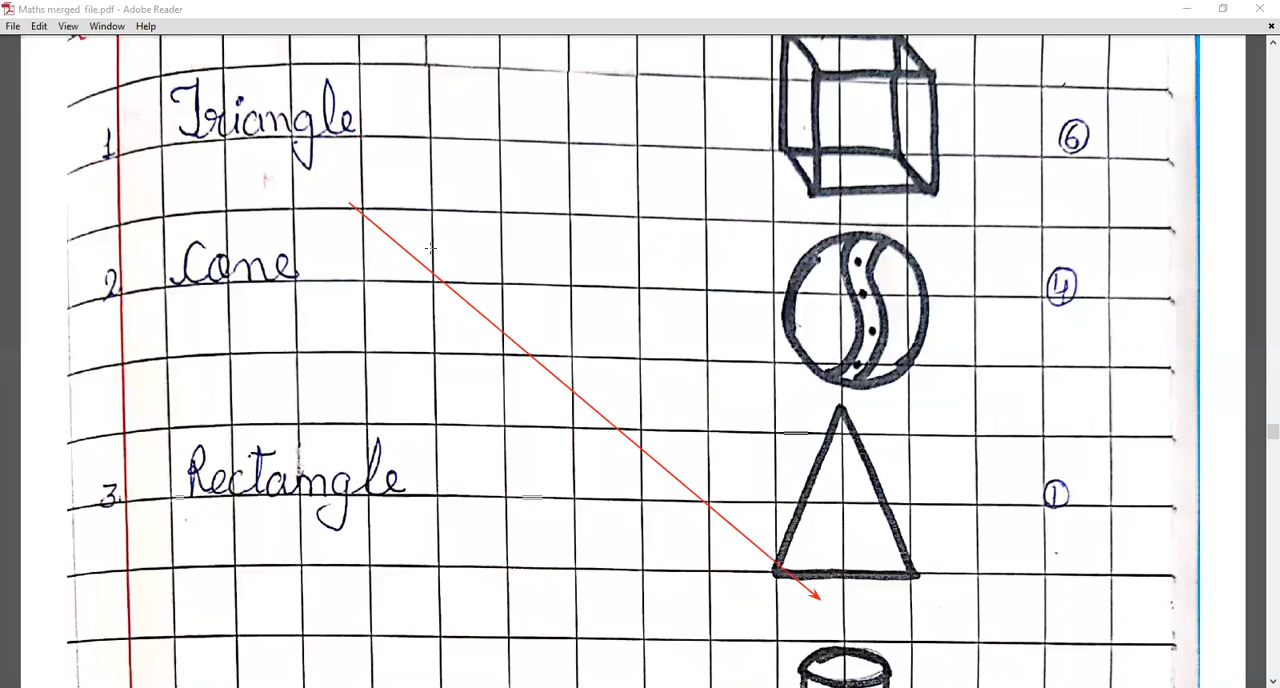 Maths merged file.pdf - Adobe Reader
File Edit View Window Help
1 Triangle 6
2 Cone 4
3. Rectangle 1